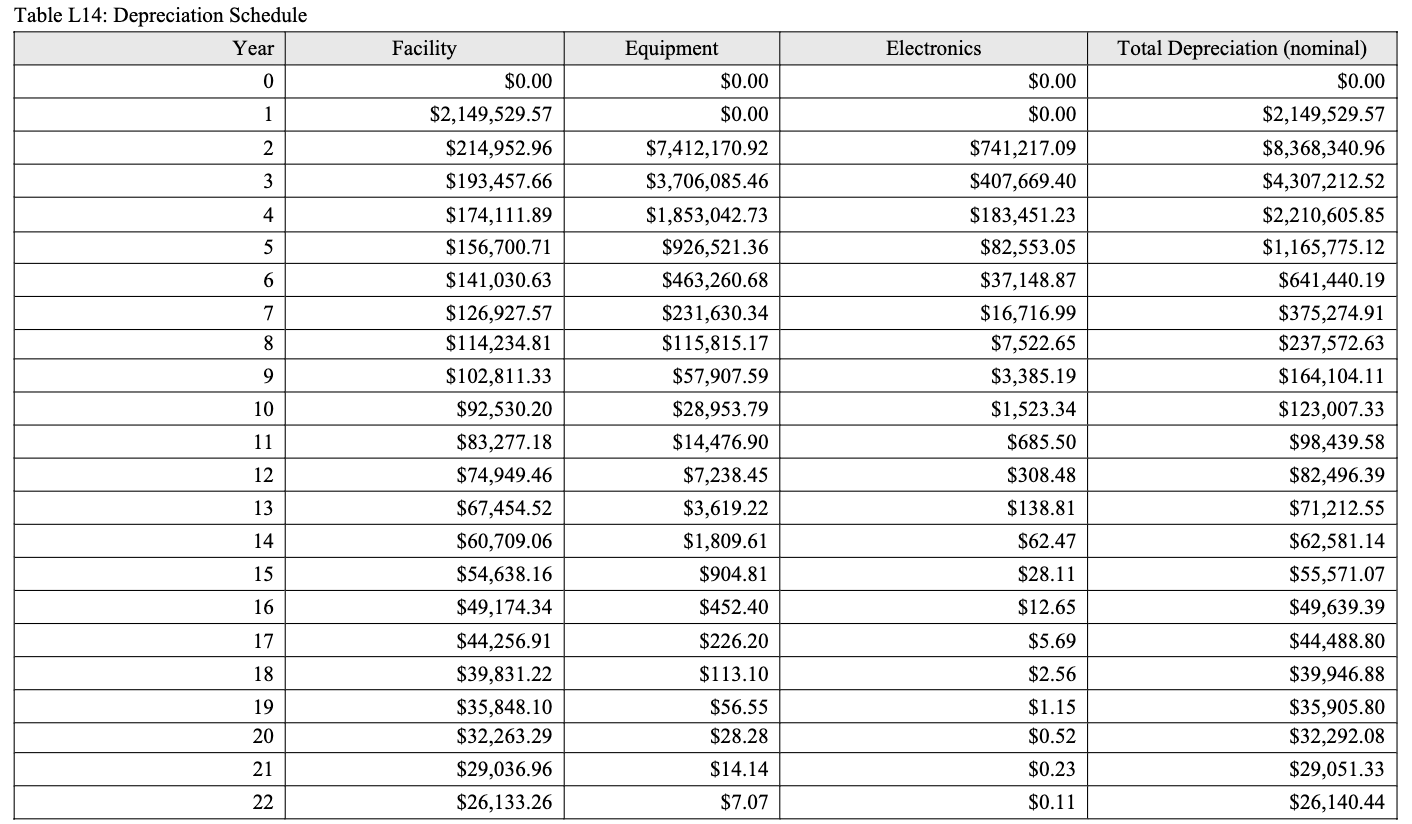 Table L14: Depreciation Schedule
Year Facility Equipment Electronics Total Depreciation (nominal)
0 $0.00 $0.00 $0.00 $0.00
1 $2,149,529.57 $0.00 $0.00 $2,149,529.57
2 $214,952.96 $7,412,170.92 $741,217.09 $8,368,340.96
3 $193,457.66 $3,706,085.46 $407,669.40 $4,307,212.52
4 $174,111.89 $1,853,042.73 $183,451.23 $2,210,605.85
5 $156,700.71 $926,521.36 $82,553.05 $1,165,775.12
6 $141,030.63 $463,260.68 $37,148.87 $641,440.19
7 $126,927.57 $231,630.34 $16,716.99 $375,274.91
8 $114,234.81 $115,815.17 $7,522.65 $237,572.63
9 $102,811.33 $57,907.59 $3,385.19 $164,104.11
10 $92,530.20 $28,953.79 $1,523.34 $123,007.33
11 $83,277.18 $14,476.90 $685.50 $98,439.58
12 $74,949.46 $7,238.45 $308.48 $82,496.39
13 $67,454.52 $3,619.22 $138.81 $71,212.55
14 $60,709.06 $1,809.61 $62.47 $62,581.14
15 $54,638.16 $904.81 $28.11 $55,571.07
16 $49,174.34 $452.40 $12.65 $49,639.39
17 $44,256.91 $226.20 $5.69 $44,488.80
18 $39,831.22 $113.10 $2.56 $39,946.88
19 $35,848.10 $56.55 $1.15 $35,905.80
20 $32,263.29 $28.28 $0.52 $32,292.08
21 $29,036.96 $14.14 $0.23 $29,051.33
22 $26,133.26 $7.07 $0.11 $26,140.44